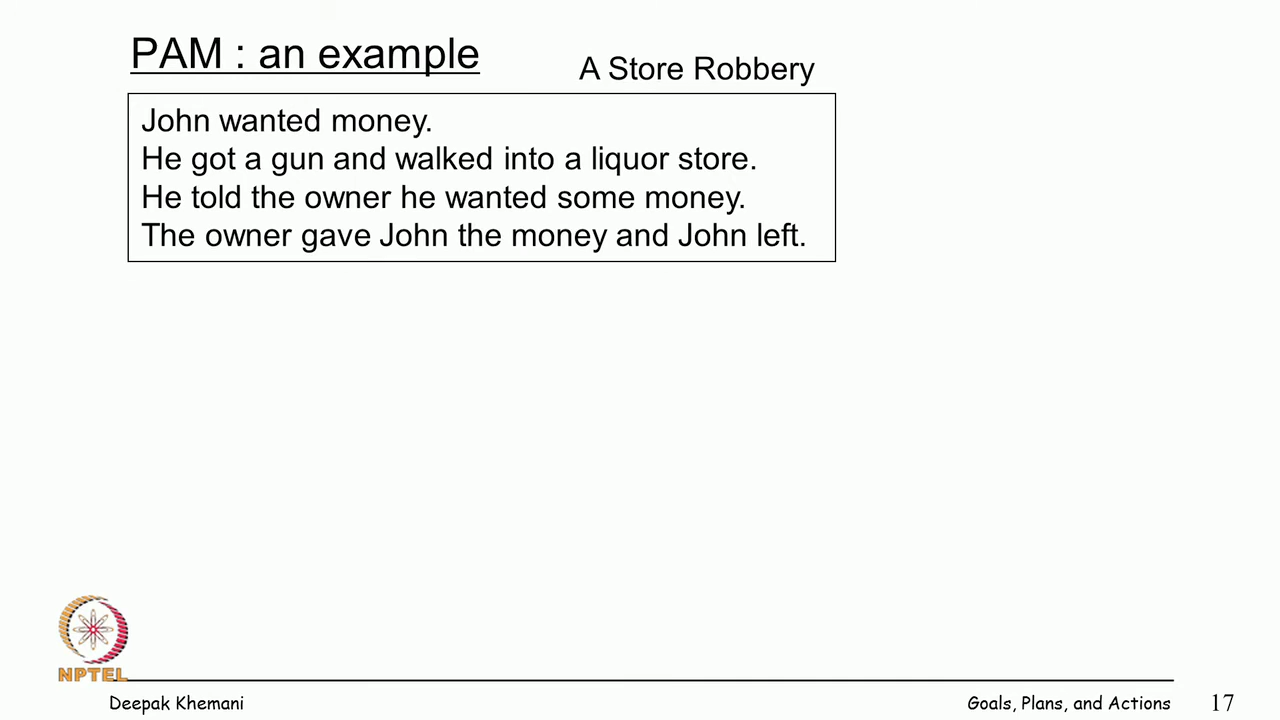 PAM : an example
A Store Robbery
John wanted money.
He got a gun and walked into a liquor store.
He told the owner he wanted some money.
The owner gave John the money and John left.
NPTEL
Deepak Khemani
Goals, Plans, and Actions
17